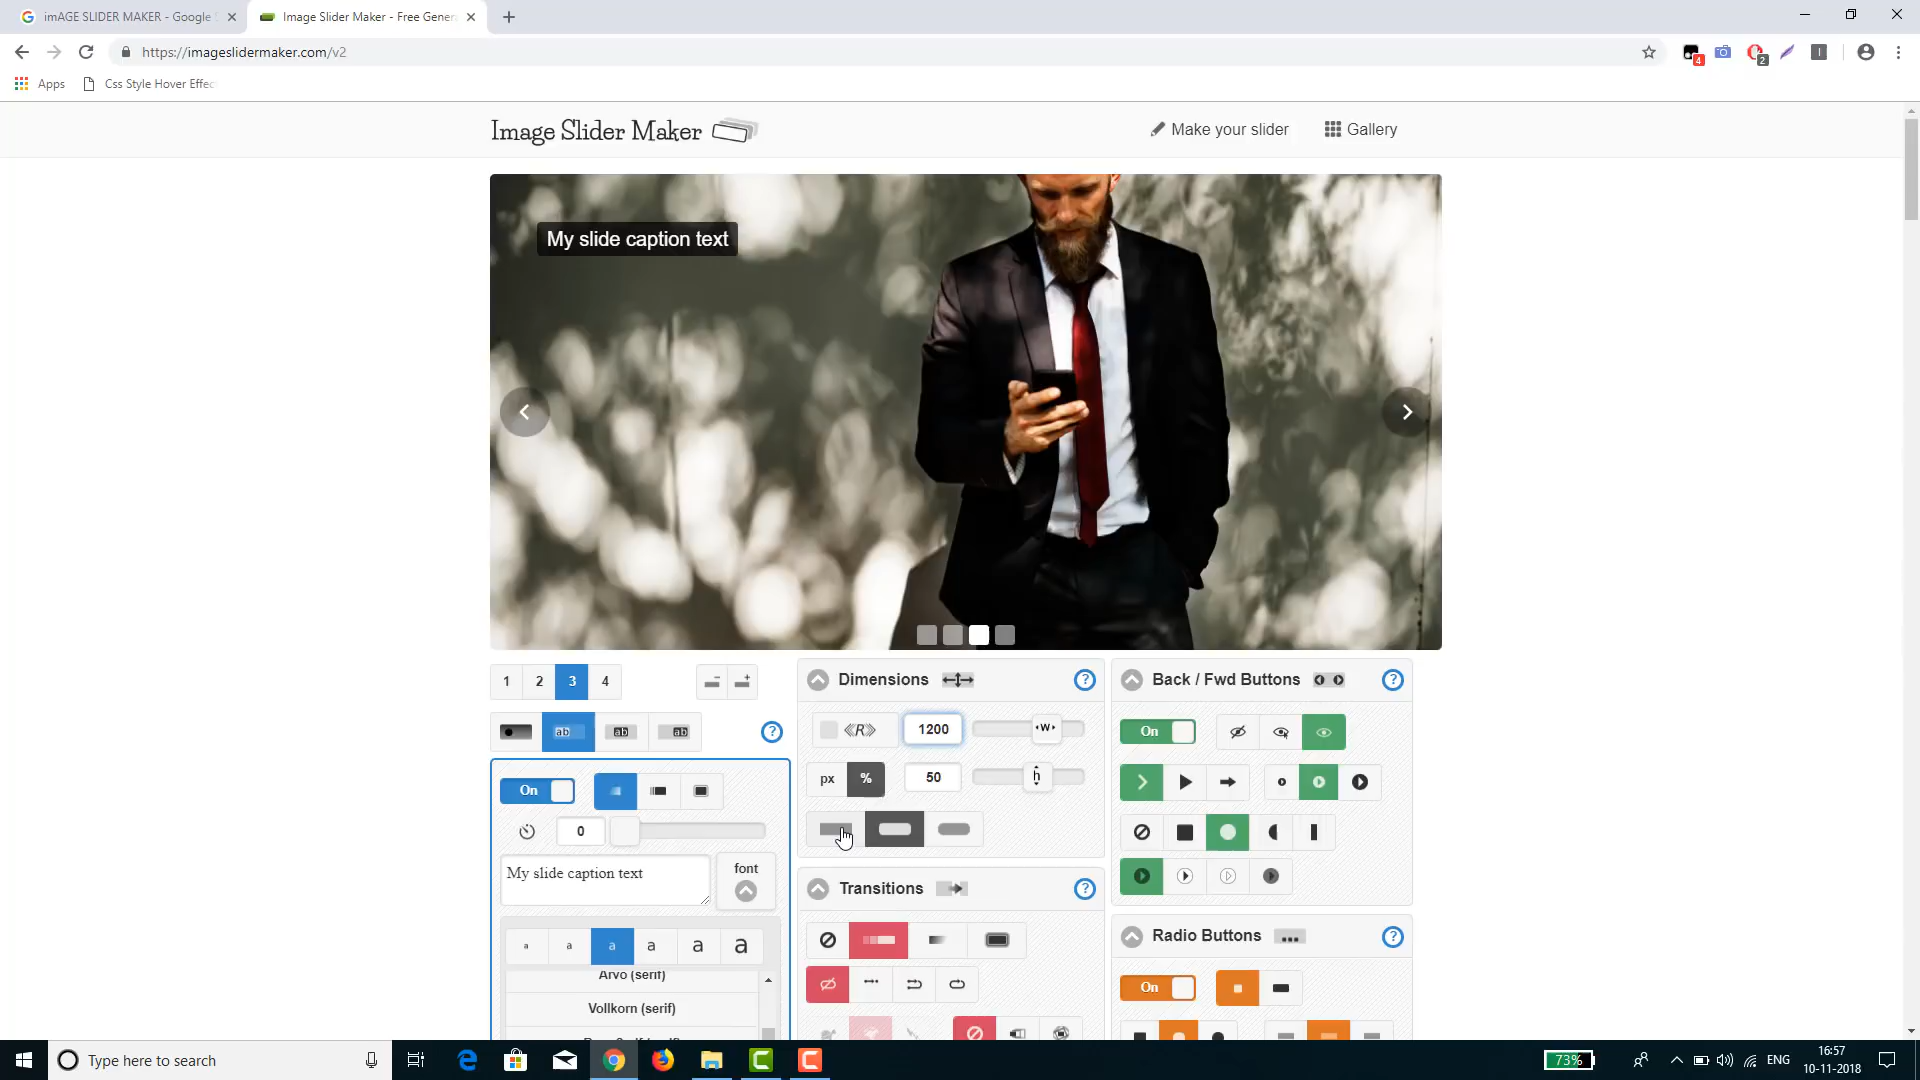 imAGE SLIDER MAKER - Google S
Image Slider Maker - Free Gener
https://imageslidermaker.com/v2
4
2
Apps
Css Style Hover Effec
Image Slider Maker
Make your slider
Gallery
My slide caption text
1
2
3
4
ab
ab
ab
?
On
0
My slide caption text
font
a
a
a
a
a
a
Arvo (serif)
Vollkorn (serif)
Dimensions
?
R
1200
w
px
%
50
h
Transitions
?
Back / Fwd Buttons
?
On
Radio Buttons
?
On
Type here to search
73%
ENG
16:57
10-11-2018